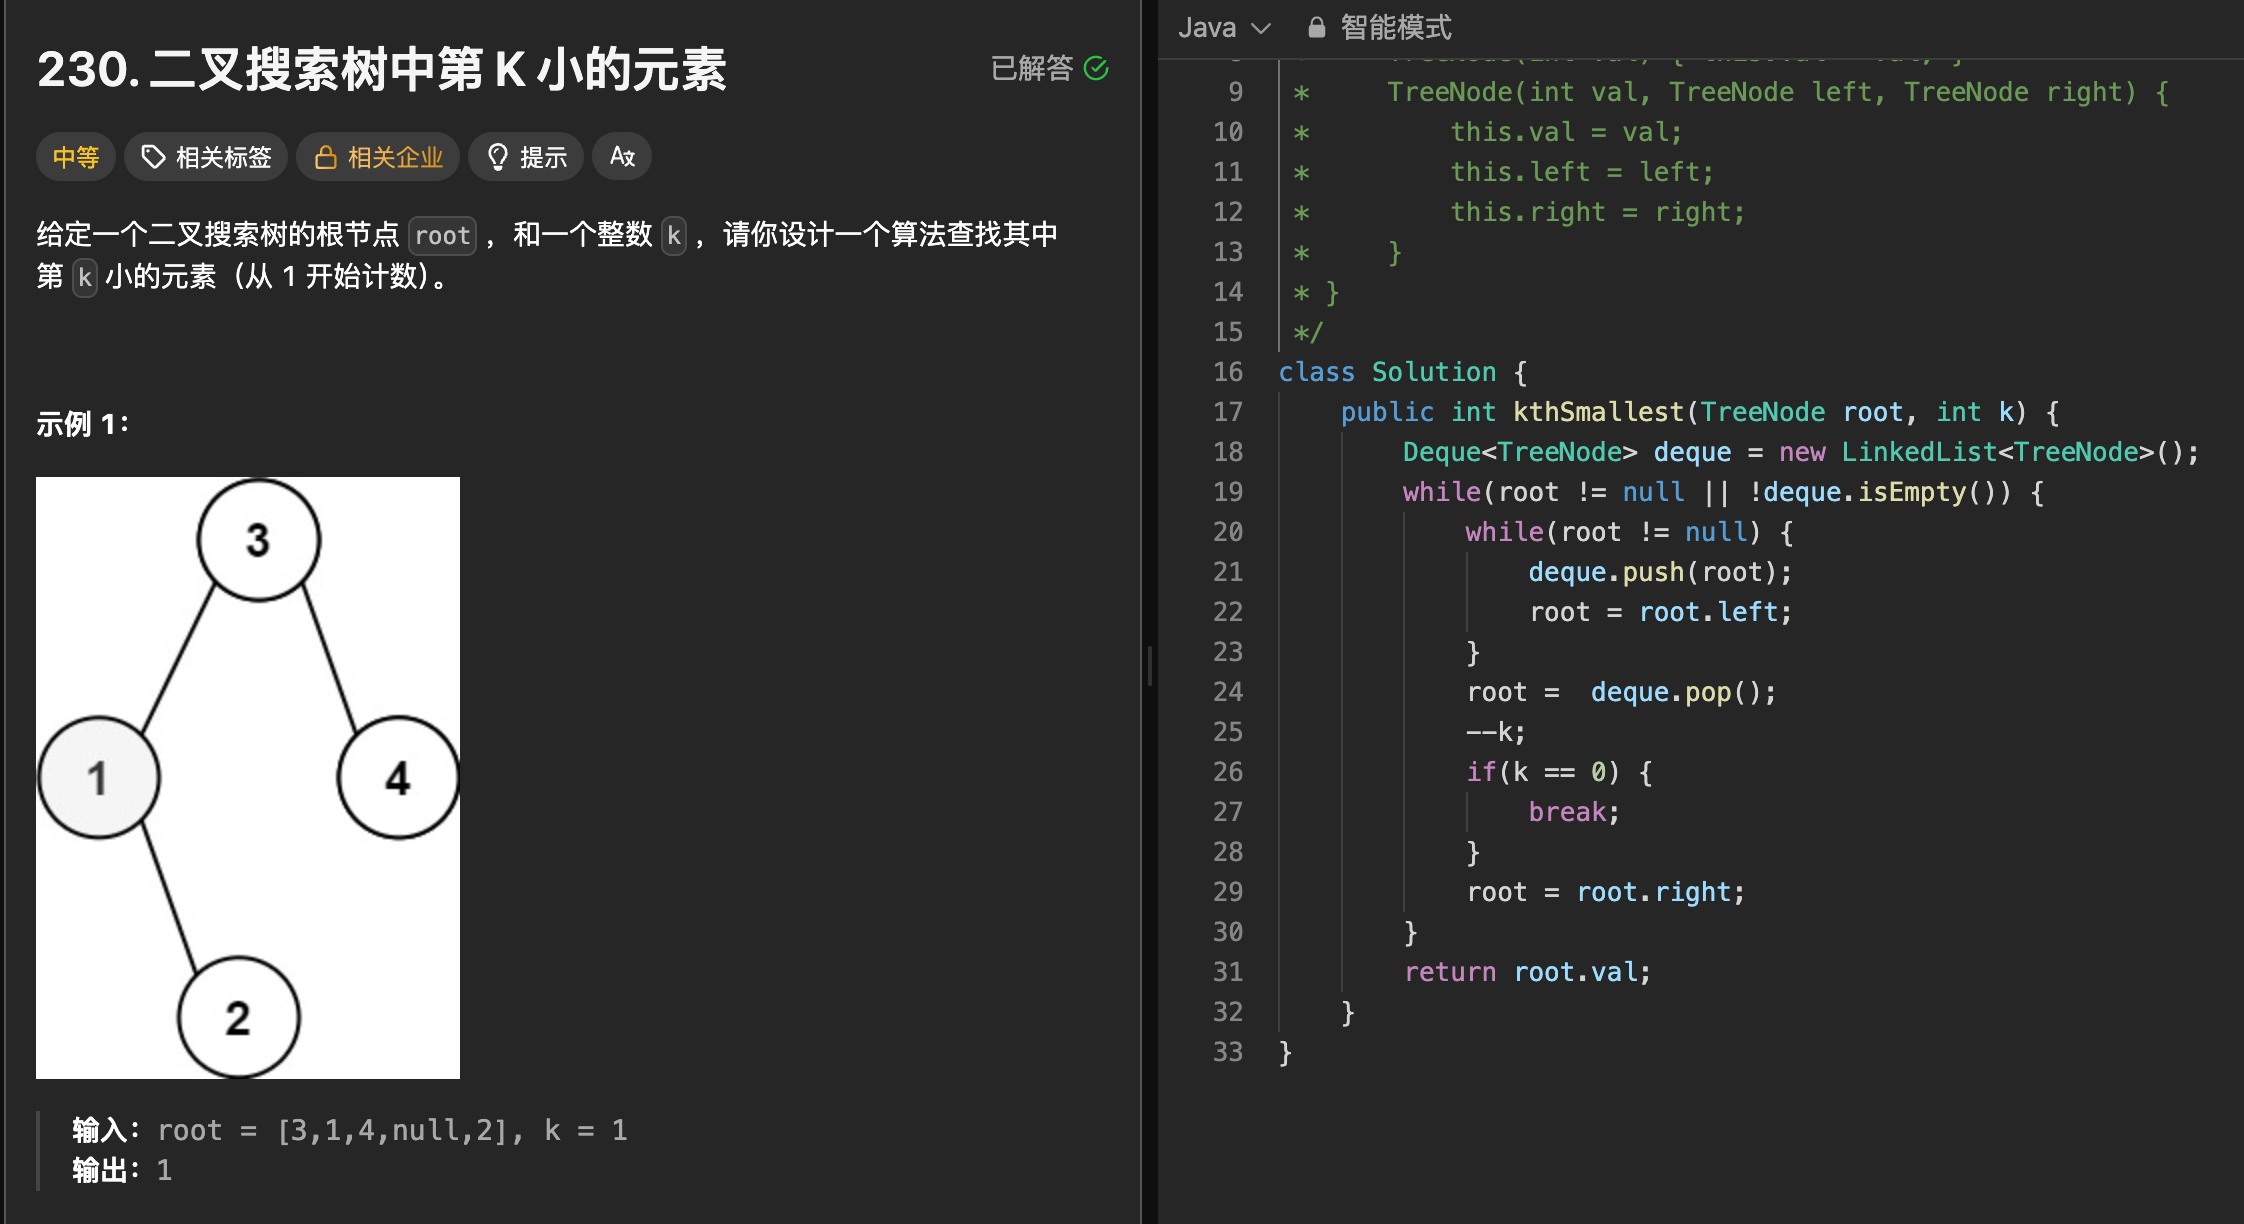 230. 二叉搜索树中第 K 小的元素
已解答
中等
相关标签
相关企业
提示
给定一个二叉搜索树的根节点 root ，和一个整数 k ，请你设计一个算法查找其中
第 k 小的元素（从 1 开始计数）。
示例 1：
3
1
4
2
输入：root = [3,1,4,null,2], k = 1
输出：1
Java
智能模式
9 *     TreeNode(int val, TreeNode left, TreeNode right) {
10 *         this.val = val;
11 *         this.left = left;
12 *         this.right = right;
13 *     }
14 * }
15 */
16 class Solution {
17     public int kthSmallest(TreeNode root, int k) {
18         Deque<TreeNode> deque = new LinkedList<TreeNode>();
19         while(root != null || !deque.isEmpty()) {
20             while(root != null) {
21                 deque.push(root);
22                 root = root.left;
23             }
24             root =  deque.pop();
25             --k;
26             if(k == 0) {
27                 break;
28             }
29             root = root.right;
30         }
31         return root.val;
32     }
33 }